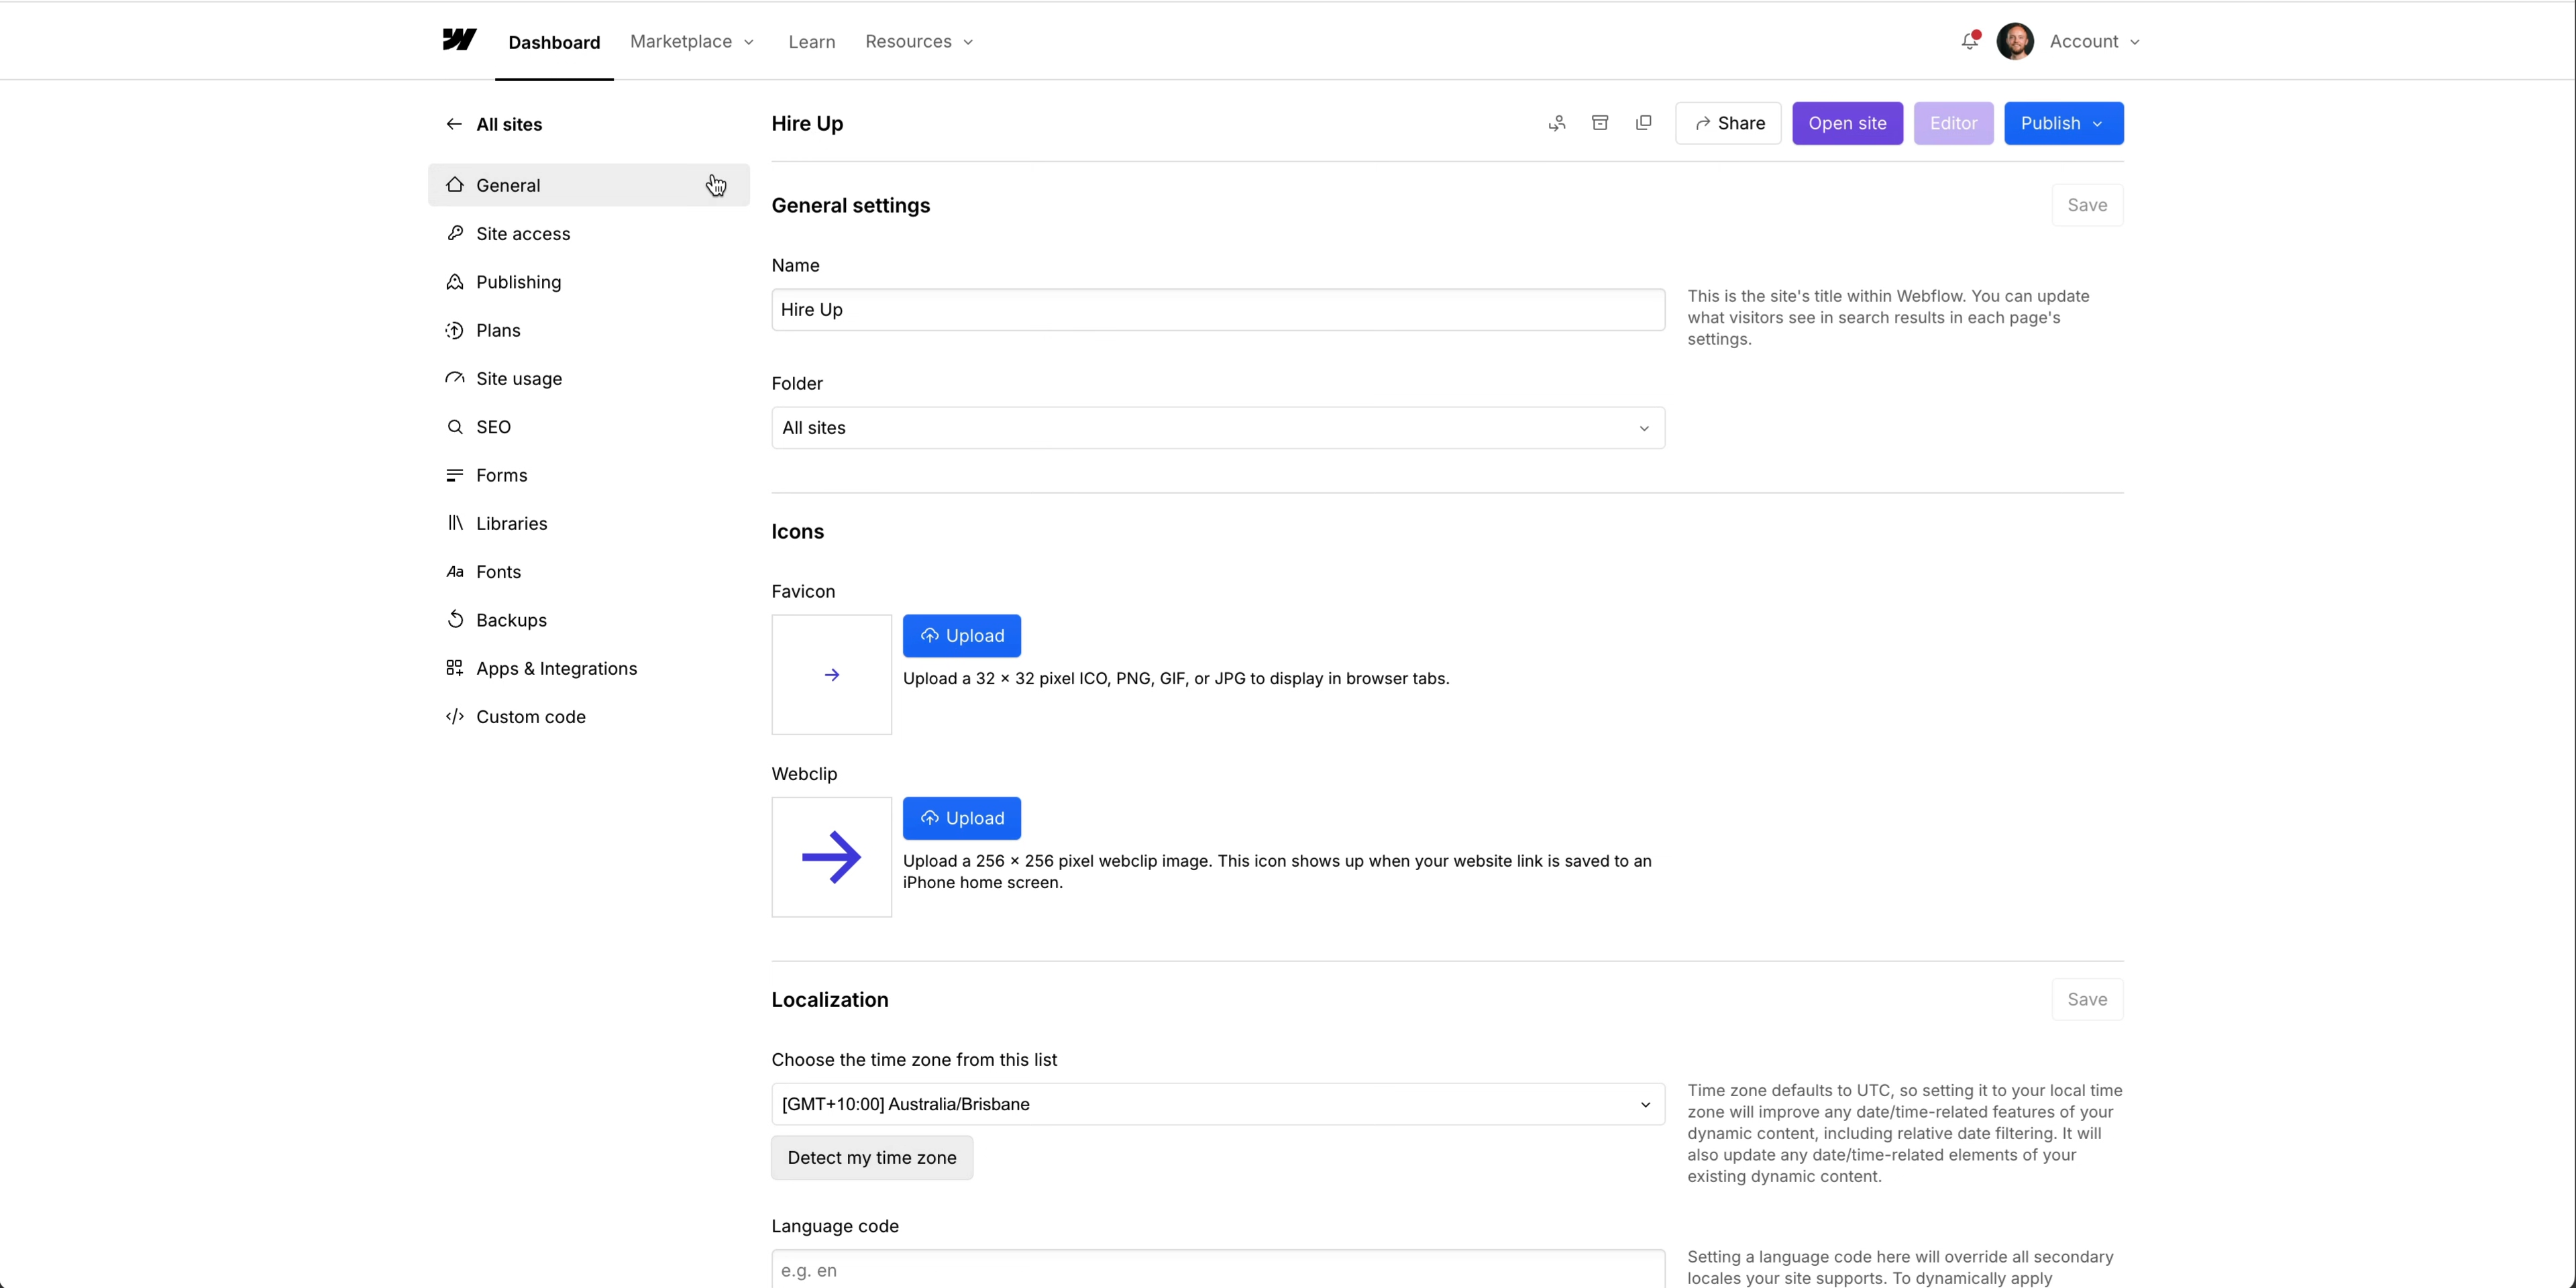 Dashboard Marketplace Learn Resources Account
All sites
General
Site access
Publishing
Plans
Site usage
SEO
Forms
Libraries
Aa Fonts
Backups
Apps & Integrations
</> Custom code
Hire Up
Share Open site Editor Publish
General settings
Save
Name
Hire Up
This is the site's title within Webflow. You can update
what visitors see in search results in each page's
settings.
Folder
All sites
Icons
Favicon
Upload
Upload a 32 × 32 pixel ICO, PNG, GIF, or JPG to display in browser tabs.
Webclip
Upload
Upload a 256 × 256 pixel webclip image. This icon shows up when your website link is saved to an
iPhone home screen.
Localization
Save
Choose the time zone from this list
[GMT+10:00] Australia/Brisbane
Detect my time zone
Time zone defaults to UTC, so setting it to your local time
zone will improve any date/time-related features of your
dynamic content, including relative date filtering. It will
also update any date/time-related elements of your
existing dynamic content.
Language code
e.g. en
Setting a language code here will override all secondary
locales your site supports. To dynamically apply